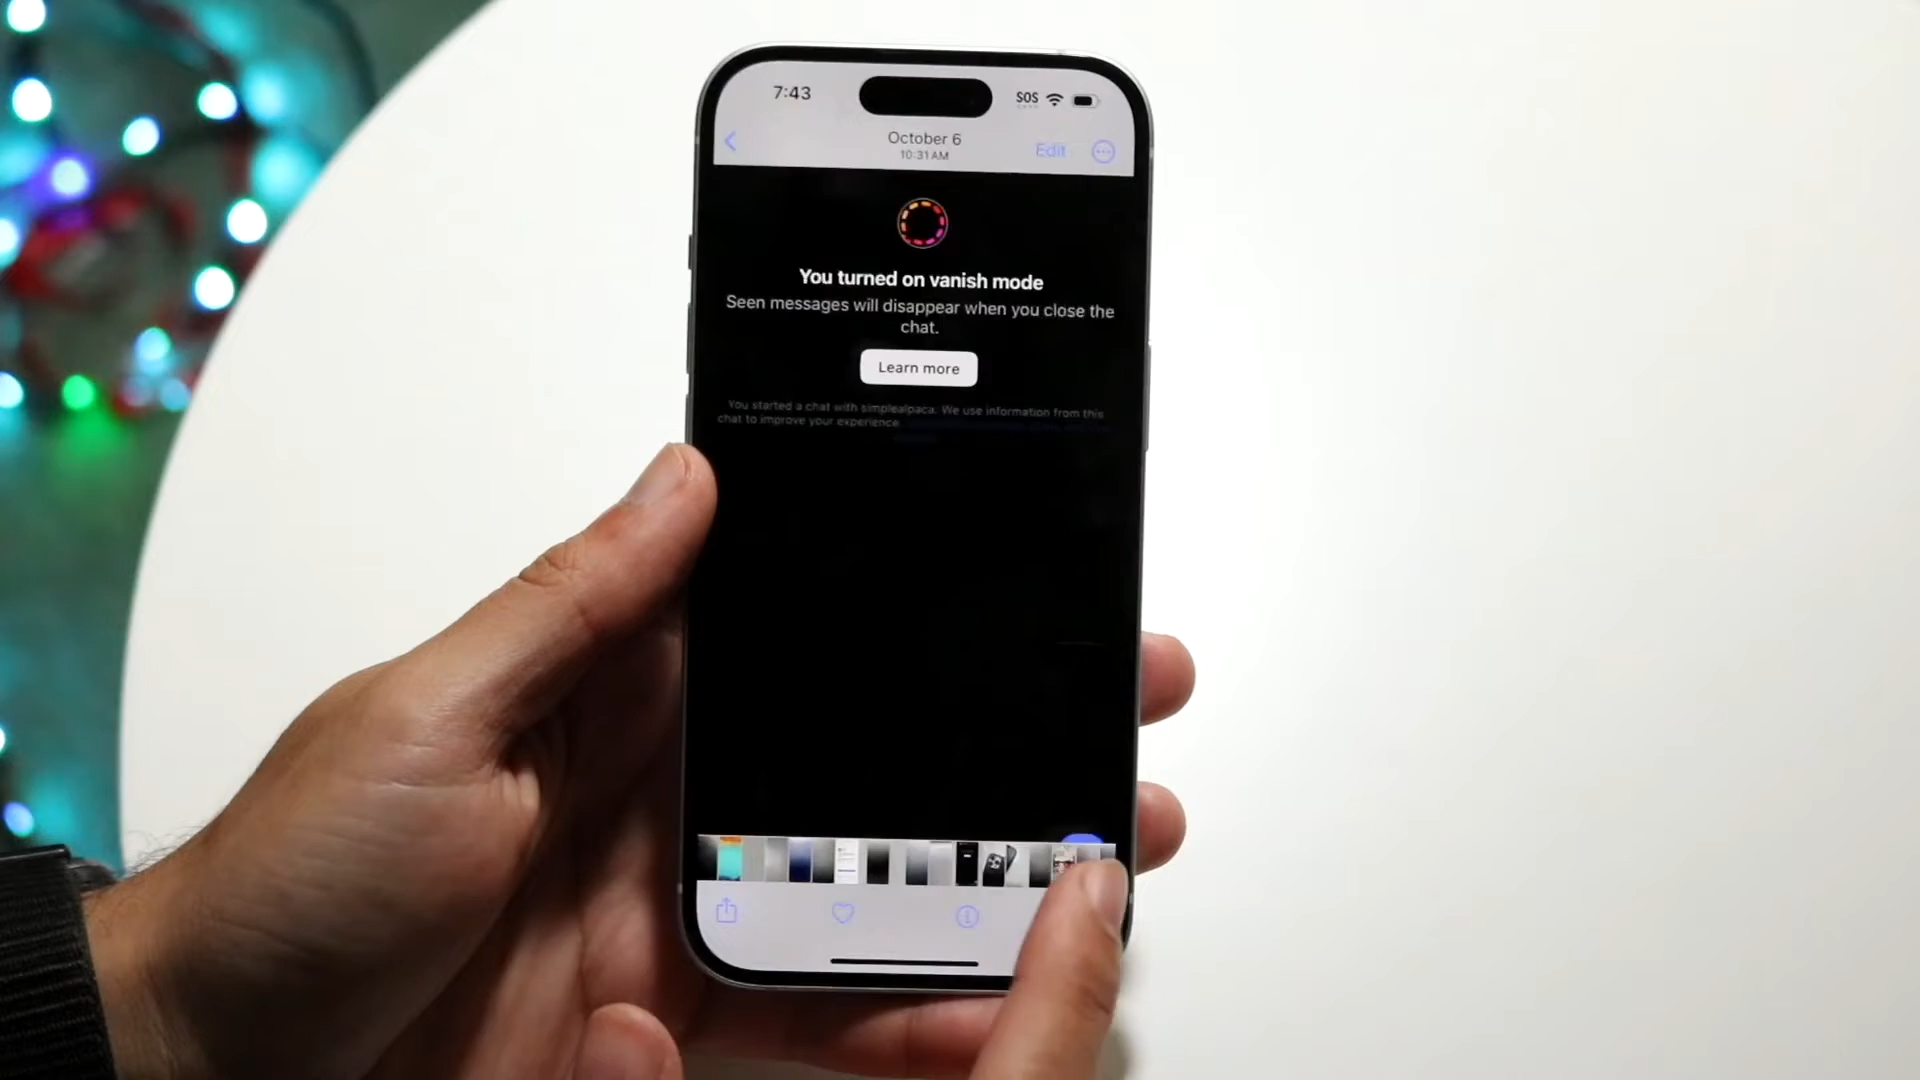 7:43
SOS
October 6
10:31 AM
Edit
You turned on vanish mode
Seen messages will disappear when you close the
chat.
Learn more
You started a chat with simplealpaca. We use information from this
chat to improve your experience.